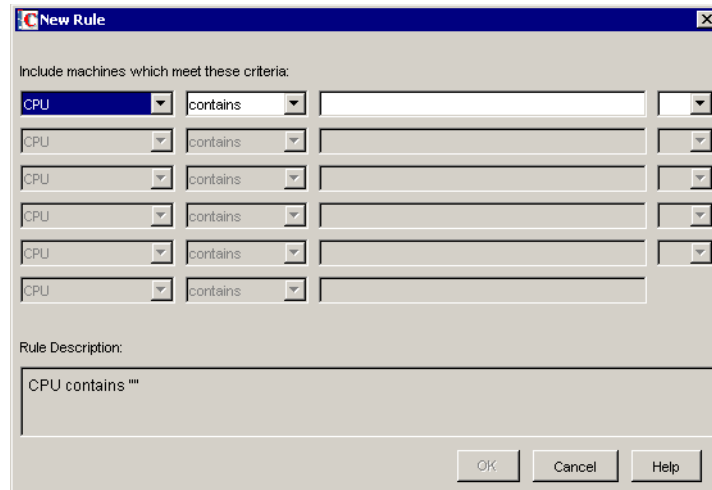 New Rule
Include machines which meet these criteria:
CPU contains
CPU contains
CPU contains
CPU contains
CPU contains
CPU contains
Rule Description:
CPU contains ""
OK Cancel Help